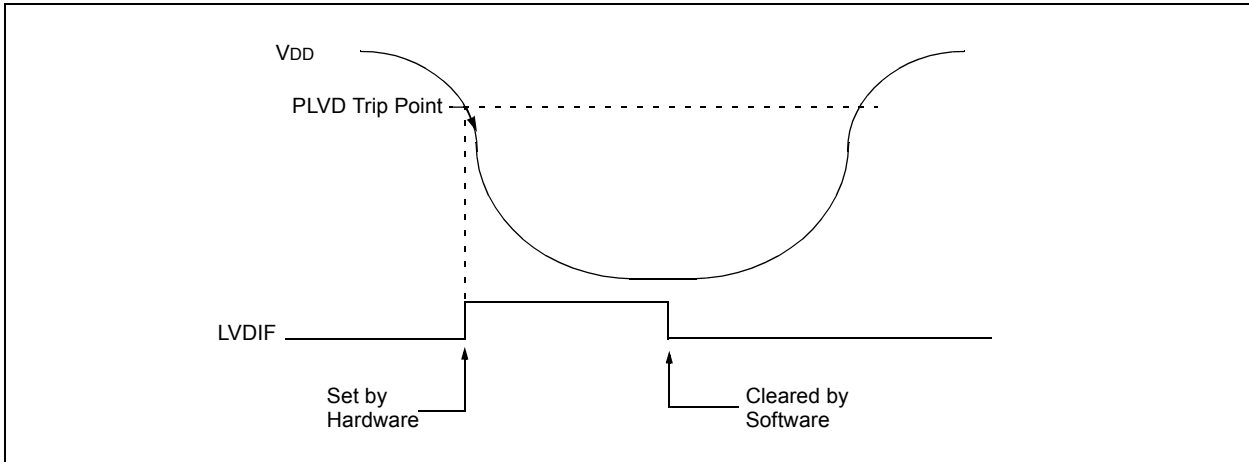 VDD
PLVD Trip Point
LVDIF
Set by
Hardware
Cleared by
Software